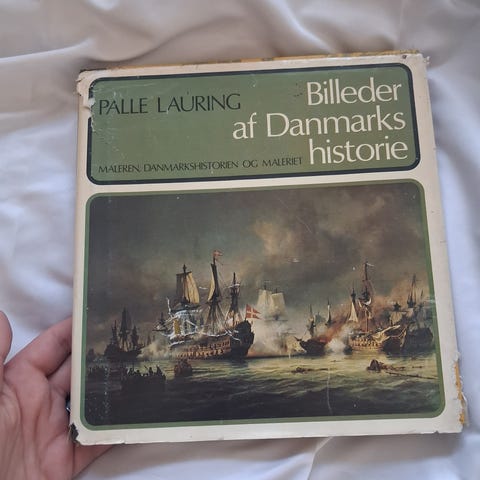 PALLE LAURING
Billeder
af Danmarks
historie
MALEREN, DANMARKSHISTORIEN OG MALERIET